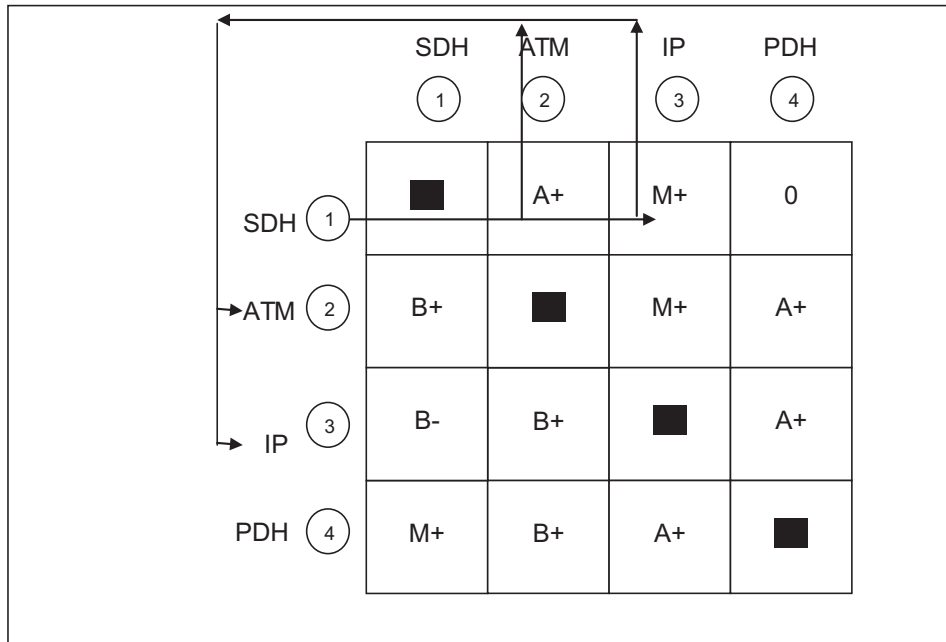 SDH ATM IP PDH
1 2 3 4
SDH 1 A+ M+ 0
ATM 2 B+ M+ A+
IP 3 B- B+ A+
PDH 4 M+ B+ A+